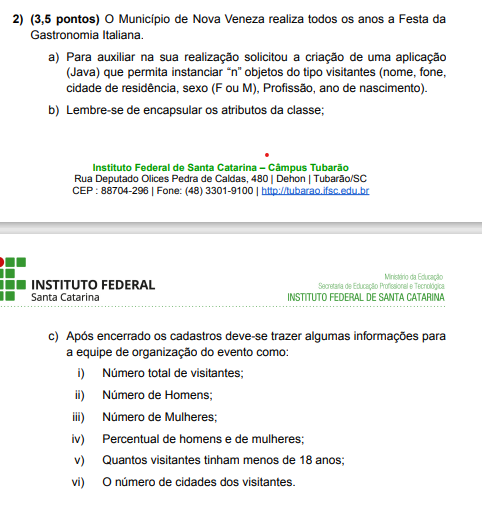 2) (3,5 pontos) O Município de Nova Veneza realiza todos os anos a Festa da
Gastronomia Italiana.
a) Para auxiliar na sua realização solicitou a criação de uma aplicação
(Java) que permita instanciar “n” objetos do tipo visitantes (nome, fone,
cidade de residência, sexo (F ou M), Profissão, ano de nascimento).
b) Lembre-se de encapsular os atributos da classe;
Instituto Federal de Santa Catarina – Câmpus Tubarão
Rua Deputado Olices Pedra de Caldas, 480 | Dehon | Tubarão/SC
CEP : 88704-296 | Fone: (48) 3301-9100 | http://tubarao.ifsc.edu.br
Ministério da Educação
Secretaria de Educação Profissional e Tecnológica
INSTITUTO FEDERAL DE SANTA CATARINA
INSTITUTO FEDERAL
Santa Catarina
c) Após encerrado os cadastros deve-se trazer algumas informações para
a equipe de organização do evento como:
i) Número total de visitantes;
ii) Número de Homens;
iii) Número de Mulheres;
iv) Percentual de homens e de mulheres;
v) Quantos visitantes tinham menos de 18 anos;
vi) O número de cidades dos visitantes.